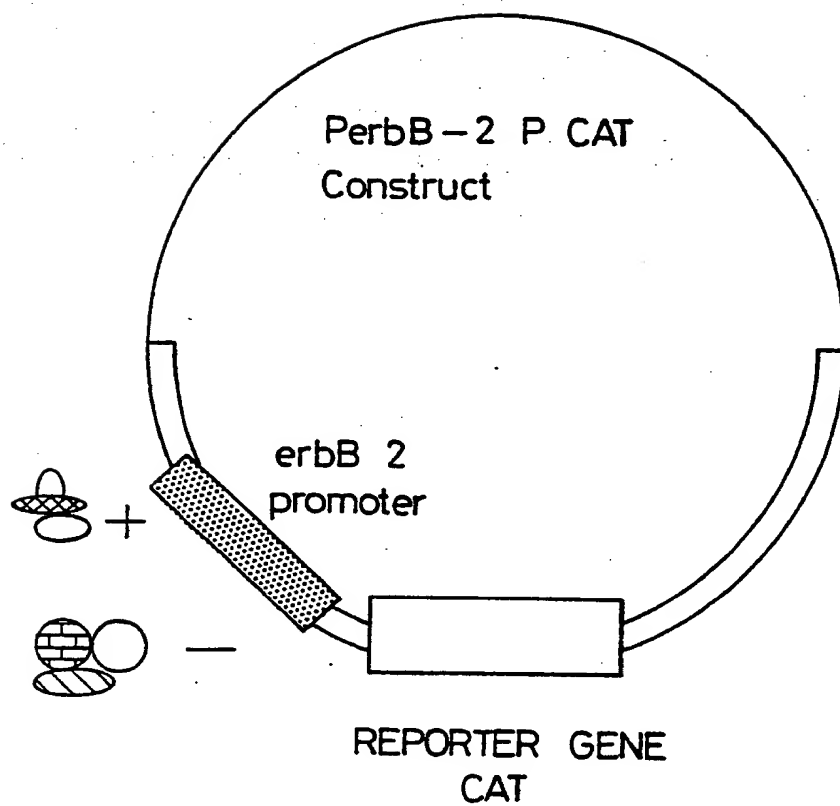 PerbB-2 P CAT
Construct
erbB 2
promoter
+
-
REPORTER GENE
CAT